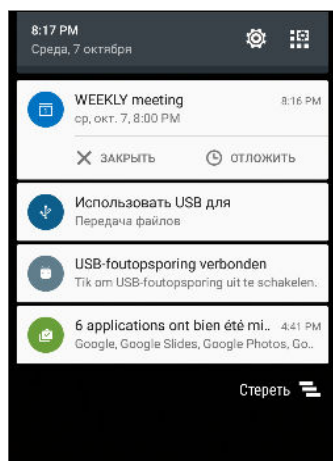 8:17 PM
Среда, 7 октября
WEEKLY meeting 8:16 PM
ср, окт. 7, 8:00 PM
ЗАКРЫТЬ ОТЛОЖИТЬ
Использовать USB для
Передача файлов
USB-foutopsporing verbonden
Tik om USB-foutopsporing uit te schakelen.
6 applications ont bien été mi.. 4:41 PM
Google, Google Slides, Google Photos, Go..
Стереть